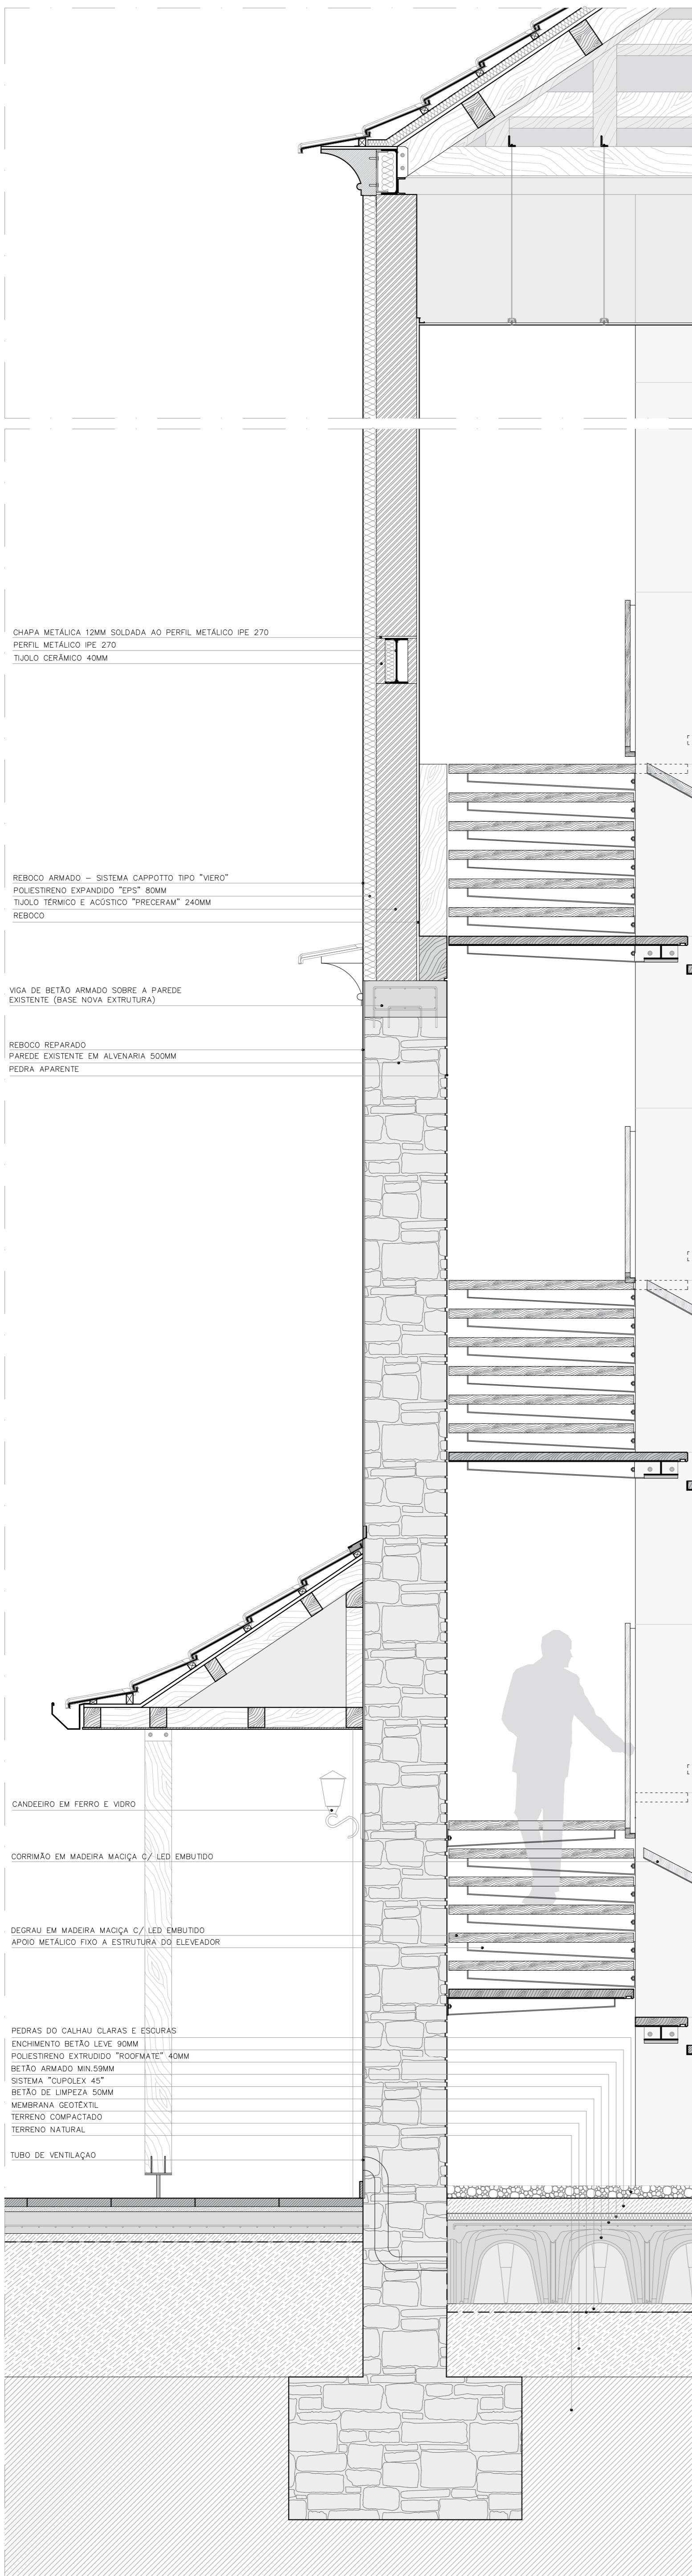 CHAPA METÁLICA 12MM SOLDADA AO PERFIL METÁLICO IPE 270
PERFIL METÁLICO IPE 270
TIJOLO CERÂMICO 40MM
REBOCO ARMADO – SISTEMA CAPPOTTO TIPO "VIERO"
POLIESTIRENO EXPANDIDO "EPS" 80MM
TIJOLO TÉRMICO E ACÚSTICO "PRECERAM" 240MM
REBOCO
VIGA DE BETÃO ARMADO SOBRE A PAREDE
EXISTENTE (BASE NOVA EXTRUTURA)
REBOCO REPARADO
PAREDE EXISTENTE EM ALVENARIA 500MM
PEDRA APARENTE
CANDEEIRO EM FERRO E VIDRO
CORRIMÃO EM MADEIRA MACIÇA C/ LED EMBUTIDO
DEGRAU EM MADEIRA MACIÇA C/ LED EMBUTIDO
APOIO METÁLICO FIXO A ESTRUTURA DO ELEVEADOR
PEDRAS DO CALHAU CLARAS E ESCURAS
ENCHIMENTO BETÃO LEVE 90MM
POLIESTIRENO EXTRUDIDO "ROOFMATE" 40MM
BETÃO ARMADO MIN.59MM
SISTEMA "CUPOLEX 45"
BETÃO DE LIMPEZA 50MM
MEMBRANA GEOTÊXTIL
TERRENO COMPACTADO
TERRENO NATURAL
TUBO DE VENTILAÇAO